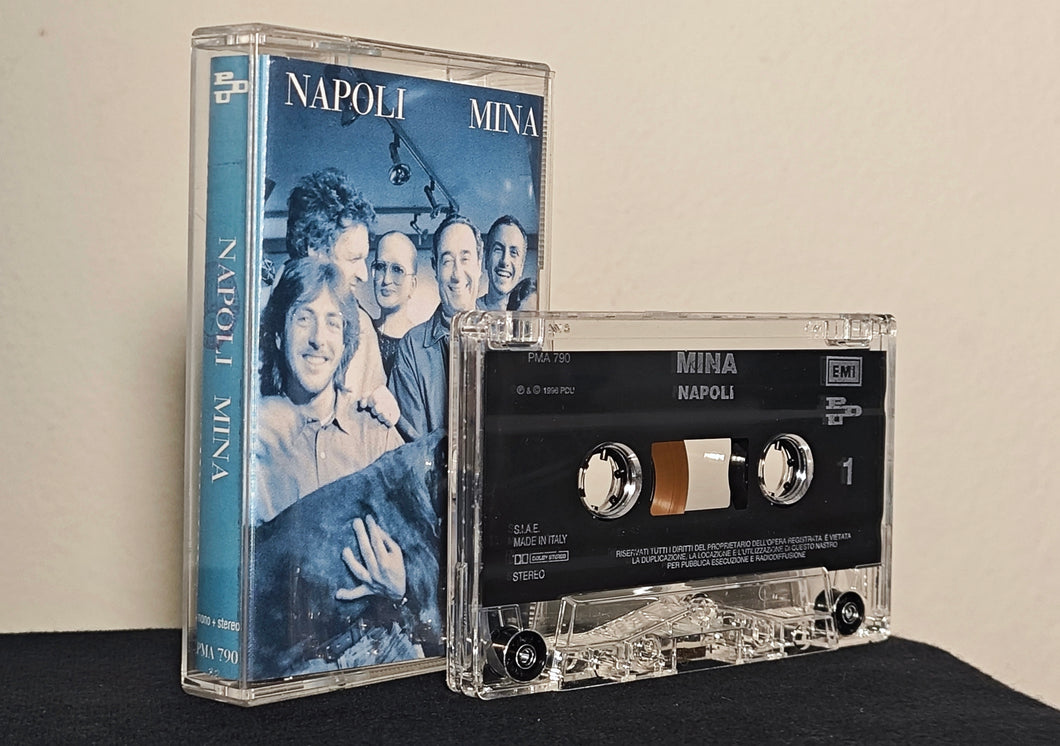 NAPOLI MINA
PDU
NAPOLI MINA
mono + stereo
PMA 790
PMA 790
MINA
NAPOLI
EMI
℗ & © 1996 PDU
PDU
1
S.I.A.E.
MADE IN ITALY
DOLBY STEREO
STEREO
RISERVATI TUTTI I DIRITTI DEL PROPRIETARIO DELL'OPERA REGISTRATA. È VIETATA
LA DUPLICAZIONE, LA LOCAZIONE E L'UTILIZZAZIONE DI QUESTO NASTRO
PER PUBBLICA ESECUZIONE E RADIODIFFUSIONE